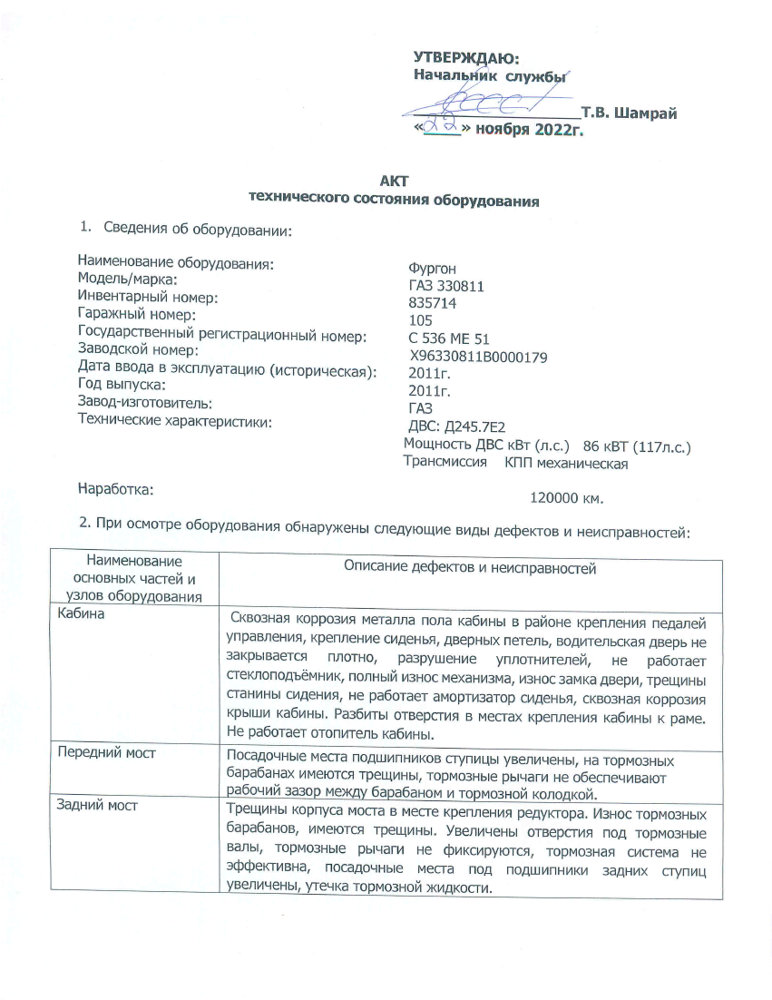 УТВЕРЖДАЮ:
Начальник службы
Т.В. Шамрай
«22» ноября 2022г.
АКТ
технического состояния оборудования
1. Сведения об оборудовании:
Наименование оборудования: Фургон
Модель/марка: ГАЗ 330811
Инвентарный номер: 835714
Гаражный номер: 105
Государственный регистрационный номер: С 536 МЕ 51
Заводской номер: Х96330811В0000179
Дата ввода в эксплуатацию (историческая): 2011г.
Год выпуска: 2011г.
Завод-изготовитель: ГАЗ
Технические характеристики: ДВС: Д245.7Е2
Мощность ДВС кВт (л.с.) 86 кВТ (117л.с.)
Трансмиссия КПП механическая
Наработка: 120000 км.
2. При осмотре оборудования обнаружены следующие виды дефектов и неисправностей:
Наименование
основных частей и
узлов оборудования
Описание дефектов и неисправностей
Кабина
Сквозная коррозия металла пола кабины в районе крепления педалей
управления, крепление сиденья, дверных петель, водительская дверь не
закрывается плотно, разрушение уплотнителей, не работает
стеклоподъёмник, полный износ механизма, износ замка двери, трещины
станины сидения, не работает амортизатор сиденья, сквозная коррозия
крыши кабины. Разбиты отверстия в местах крепления кабины к раме.
Не работает отопитель кабины.
Передний мост
Посадочные места подшипников ступицы увеличены, на тормозных
барабанах имеются трещины, тормозные рычаги не обеспечивают
рабочий зазор между барабаном и тормозной колодкой.
Задний мост
Трещины корпуса моста в месте крепления редуктора. Износ тормозных
барабанов, имеются трещины. Увеличены отверстия под тормозные
валы, тормозные рычаги не фиксируются, тормозная система не
эффективна, посадочные места под подшипники задних ступиц
увеличены, утечка тормозной жидкости.